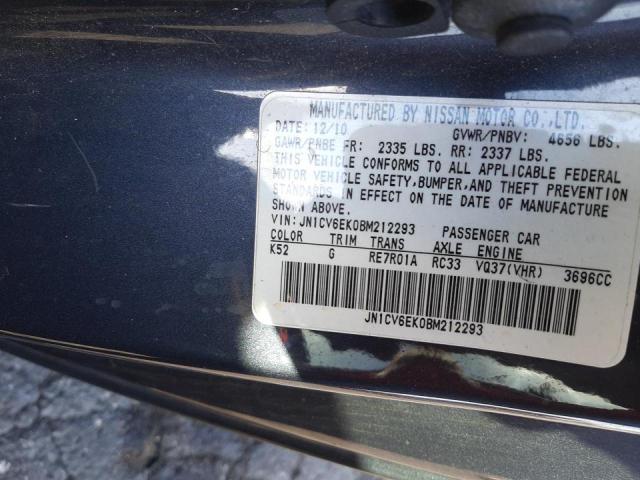 MANUFACTURED BY NISSAN MOTOR CO.,LTD.
DATE: 12/10 GVWR/PNBV: 4656 LBS.
GAWR/PNBE FR: 2335 LBS. RR: 2337 LBS.
THIS VEHICLE CONFORMS TO ALL APPLICABLE FEDERAL
MOTOR VEHICLE SAFETY,BUMPER,AND THEFT PREVENTION
STANDARDS IN EFFECT ON THE DATE OF MANUFACTURE
SHOWN ABOVE.
VIN:JN1CV6EK0BM212293 PASSENGER CAR
COLOR TRIM TRANS AXLE ENGINE
K52 G RE7R01A RC33 VQ37(VHR) 3696CC
JN1CV6EK0BM212293